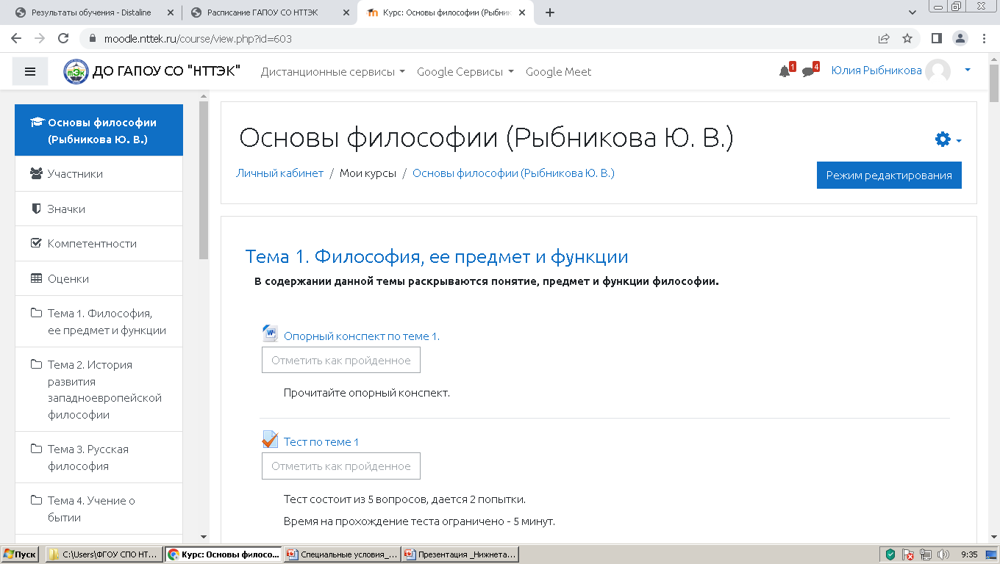 Результаты обучения - Distaline
Расписание ГАПОУ СО НТТЭК
Курс: Основы философии (Рыбник
moodle.nttek.ru/course/view.php?id=603
ДО ГАПОУ СО "НТТЭК"
Дистанционные сервисы
Google Сервисы
Google Meet
1
4
Юлия Рыбникова
Основы философии
(Рыбникова Ю. В.)
Участники
Значки
Компетентности
Оценки
Тема 1. Философия,
ее предмет и функции
Тема 2. История
развития
западноевропейской
философии
Тема 3. Русская
философия
Тема 4. Учение о
бытии
Основы философии (Рыбникова Ю. В.)
Личный кабинет / Мои курсы / Основы философии (Рыбникова Ю. В.)
Режим редактирования
Тема 1. Философия, ее предмет и функции
В содержании данной темы раскрываются понятие, предмет и функции философии.
Опорный конспект по теме 1.
Отметить как пройденное
Прочитайте опорный конспект.
Тест по теме 1
Отметить как пройденное
Тест состоит из 5 вопросов, дается 2 попытки.
Время на прохождение теста ограничено - 5 минут.
Пуск
C:\Users\ФГОУ СПО НТ...
Курс: Основы филосо...
Специальные условия_...
Презентация _Нижнета...
9:35